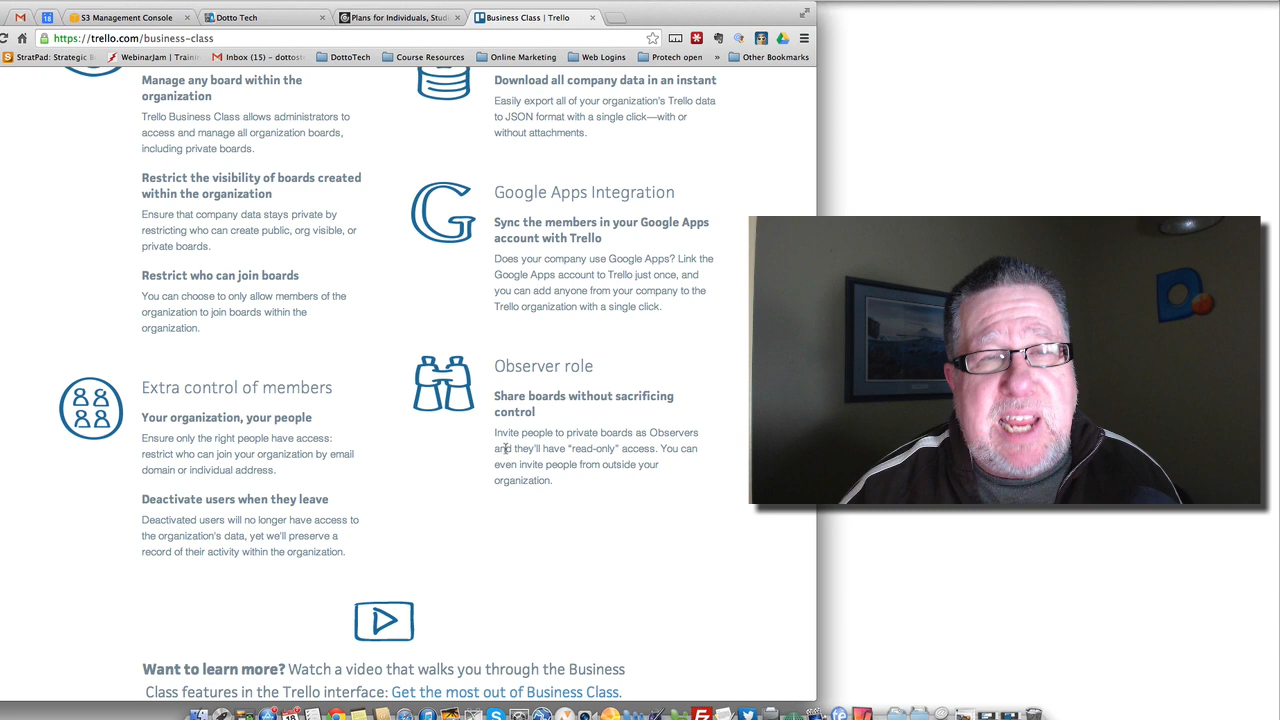 S3 Management Console
Dotto Tech
Plans for Individuals, Studi
Business Class | Trello
https://trello.com/business-class
StratPad: Strategic
WebinarJam | Train
Inbox (15) – dottos
DottoTech
Course Resources
Online Marketing
Web Logins
Protech open
»
Other Bookmarks
Manage any board within the
organization
Trello Business Class allows administrators to
access and manage all organization boards,
including private boards.
Restrict the visibility of boards created
within the organization
Ensure that company data stays private by
restricting who can create public, org visible, or
private boards.
Restrict who can join boards
You can choose to only allow members of the
organization to join boards within the
organization.
Extra control of members
Your organization, your people
Ensure only the right people have access:
restrict who can join your organization by email
domain or individual address.
Deactivate users when they leave
Deactivated users will no longer have access to
the organization's data, yet we'll preserve a
record of their activity within the organization.
Download all company data in an instant
Easily export all of your organization's Trello data
to JSON format with a single click—with or
without attachments.
G
Google Apps Integration
Sync the members in your Google Apps
account with Trello
Does your company use Google Apps? Link the
Google Apps account to Trello just once, and
you can add anyone from your company to the
Trello organization with a single click.
Observer role
Share boards without sacrificing
control
Invite people to private boards as Observers
and they'll have “read-only” access. You can
even invite people from outside your
organization.
Want to learn more? Watch a video that walks you through the Business
Class features in the Trello interface: Get the most out of Business Class.